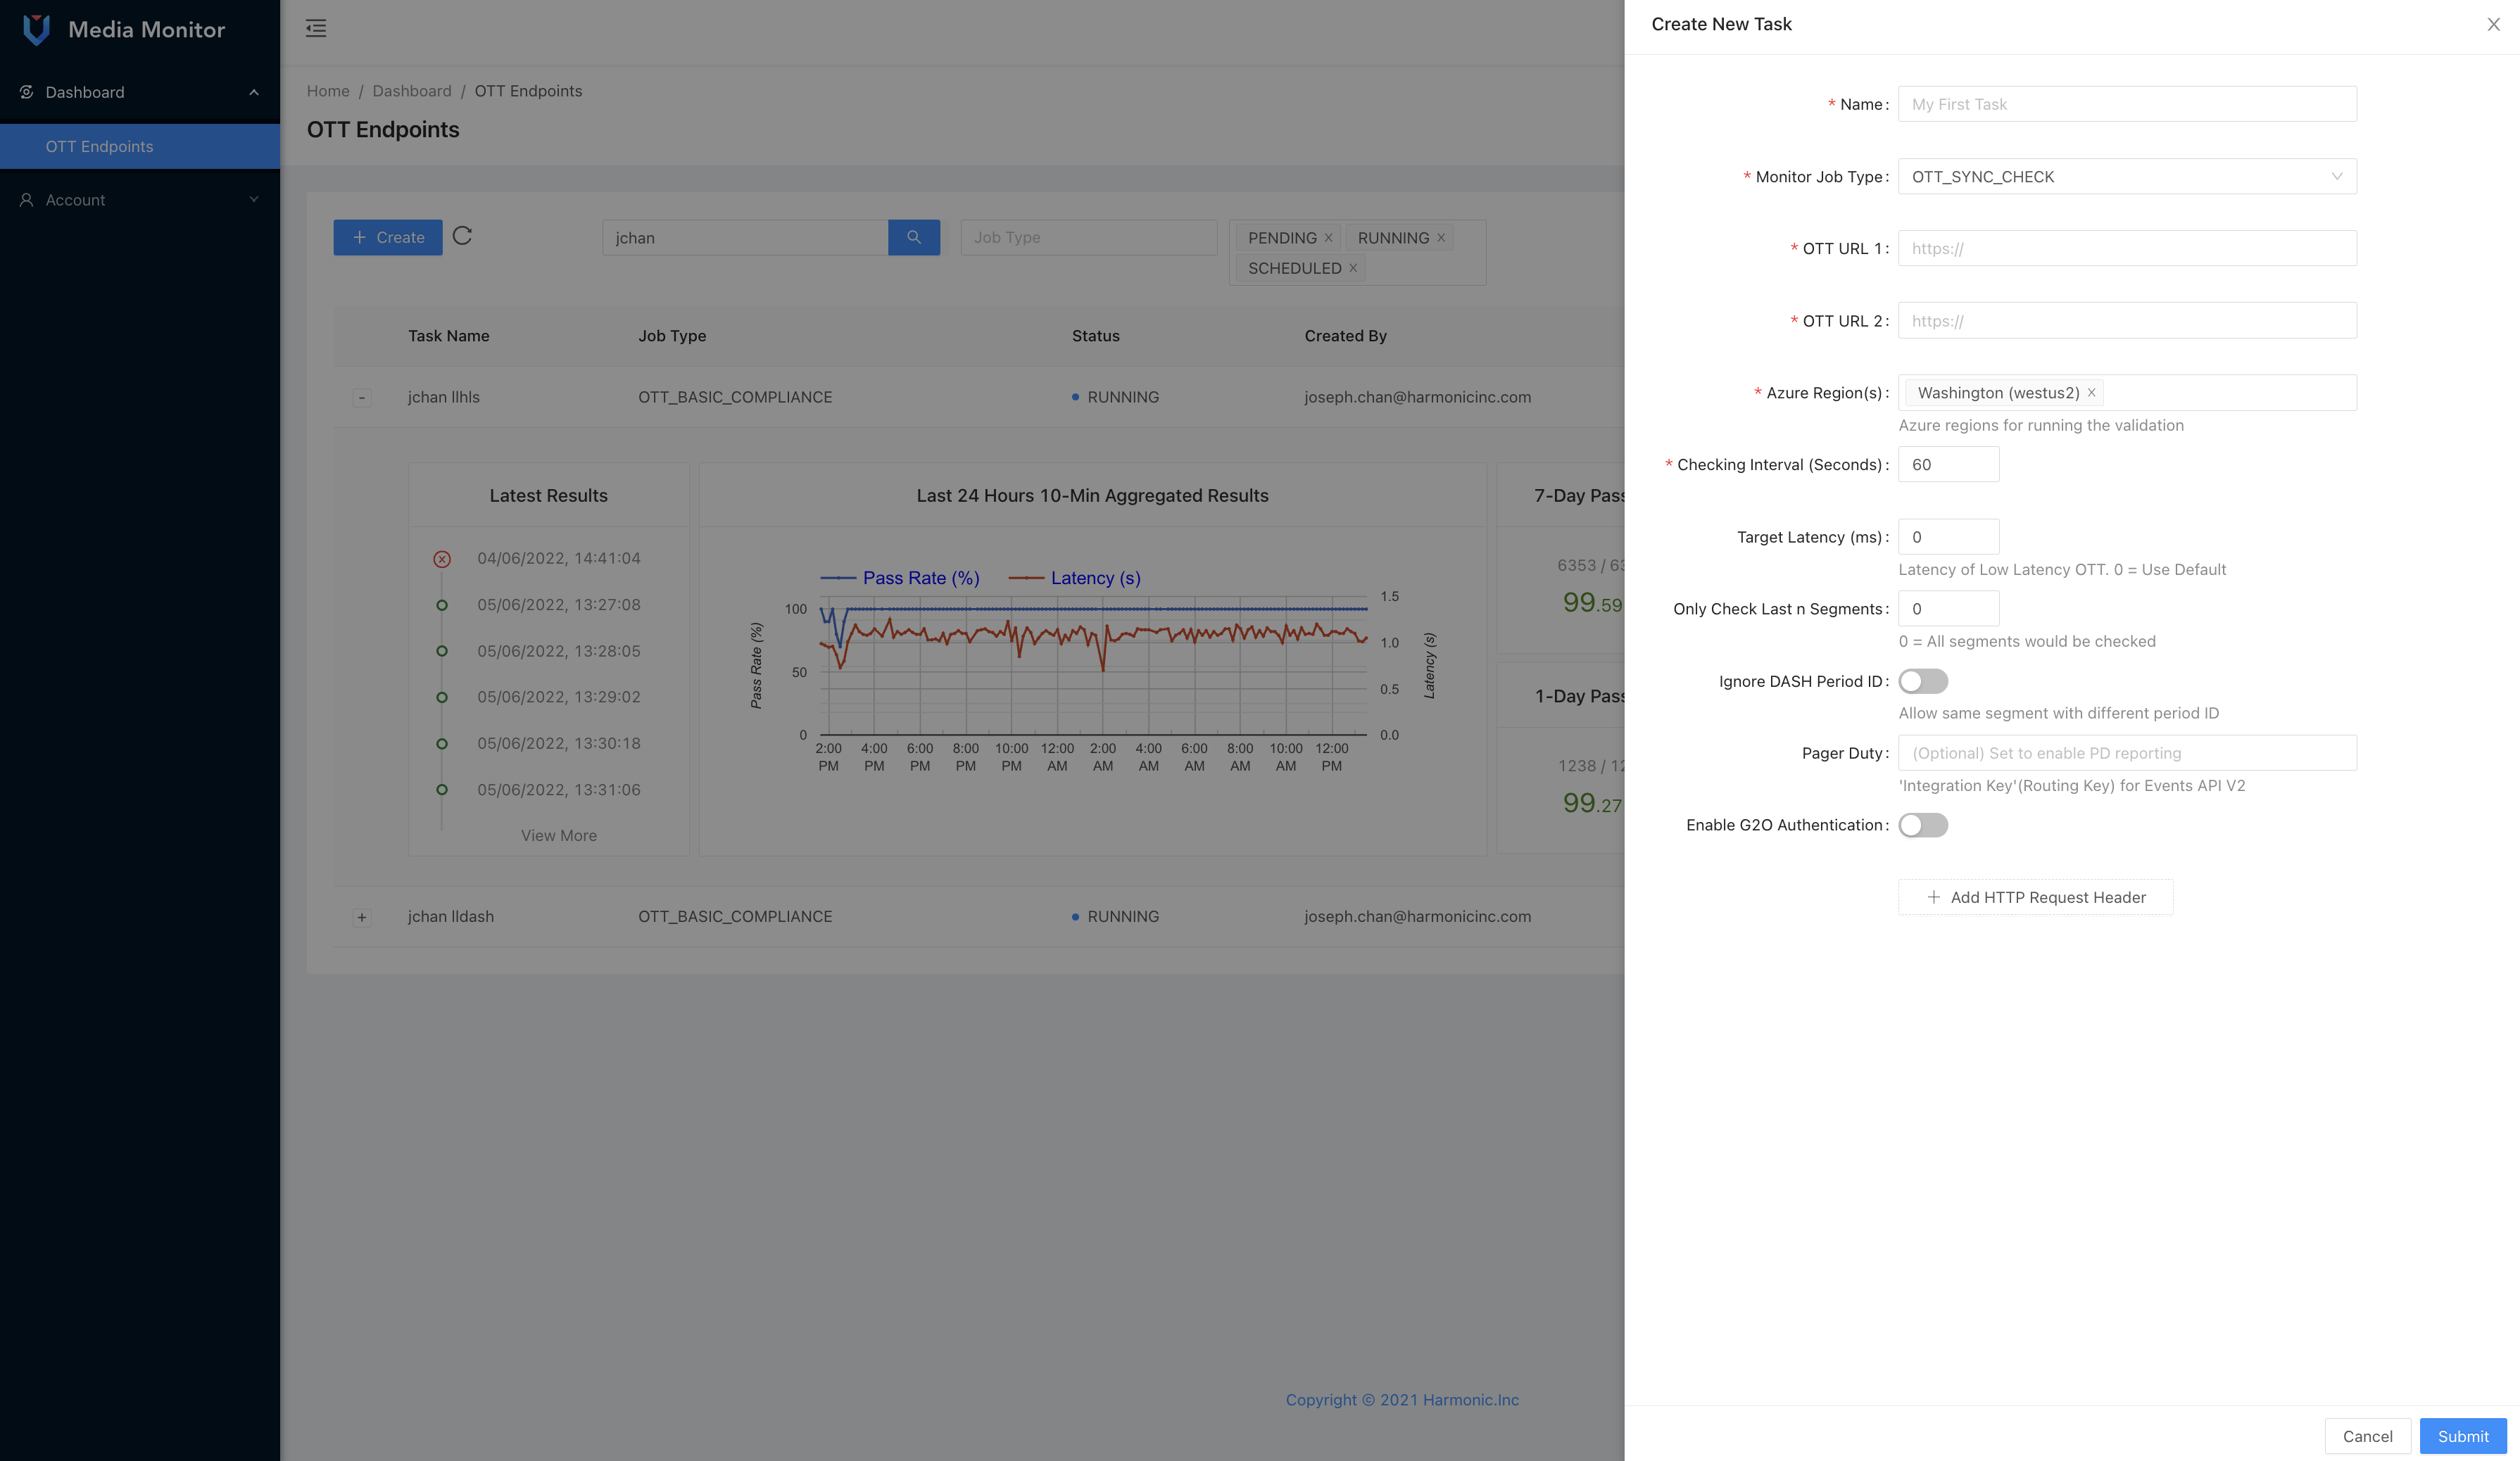 Media Monitor
Dashboard
OTT Endpoints
Account
Home / Dashboard / OTT Endpoints
OTT Endpoints
+ Create
jchan
Job Type
PENDING × RUNNING ×
SCHEDULED ×
Task Name Job Type Status Created By
- jchan llhls OTT_BASIC_COMPLIANCE RUNNING joseph.chan@harmonicinc.com
Latest Results
04/06/2022, 14:41:04
05/06/2022, 13:27:08
05/06/2022, 13:28:05
05/06/2022, 13:29:02
05/06/2022, 13:30:18
05/06/2022, 13:31:06
View More
Last 24 Hours 10-Min Aggregated Results
Pass Rate (%) Latency (s)
Pass Rate (%)
100
50
0
1.5
1.0
0.5
0.0
Latency (s)
2:00 4:00 6:00 8:00 10:00 12:00 2:00 4:00 6:00 8:00 10:00 12:00
PM PM PM PM PM AM AM AM AM AM AM PM
7-Day Pass
6353 / 63
99.59
1-Day Pass
1238 / 12
99.27
+ jchan lldash OTT_BASIC_COMPLIANCE RUNNING joseph.chan@harmonicinc.com
Copyright © 2021 Harmonic.Inc
Create New Task
* Name: My First Task
* Monitor Job Type: OTT_SYNC_CHECK
* OTT URL 1: https://
* OTT URL 2: https://
* Azure Region(s): Washington (westus2) ×
Azure regions for running the validation
* Checking Interval (Seconds): 60
Target Latency (ms): 0
Latency of Low Latency OTT. 0 = Use Default
Only Check Last n Segments: 0
0 = All segments would be checked
Ignore DASH Period ID:
Allow same segment with different period ID
Pager Duty: (Optional) Set to enable PD reporting
'Integration Key'(Routing Key) for Events API V2
Enable G2O Authentication:
+ Add HTTP Request Header
Cancel Submit